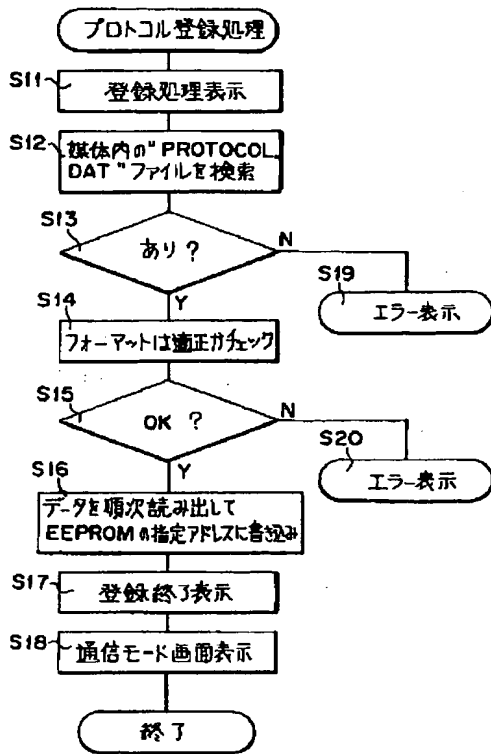 プロトコル登録処理
S11
登録処理表示
S12
媒体内の"PROTOCOL.
DAT"ファイルを検索
S13
あり?
N
Y
S19
エラー表示
S14
フォーマットは適正かチェック
S15
OK ?
N
Y
S20
エラー表示
S16
データを順次読み出して
EEPROMの指定アドレスに書き込み
S17
登録終了表示
S18
通信モード画面表示
終了